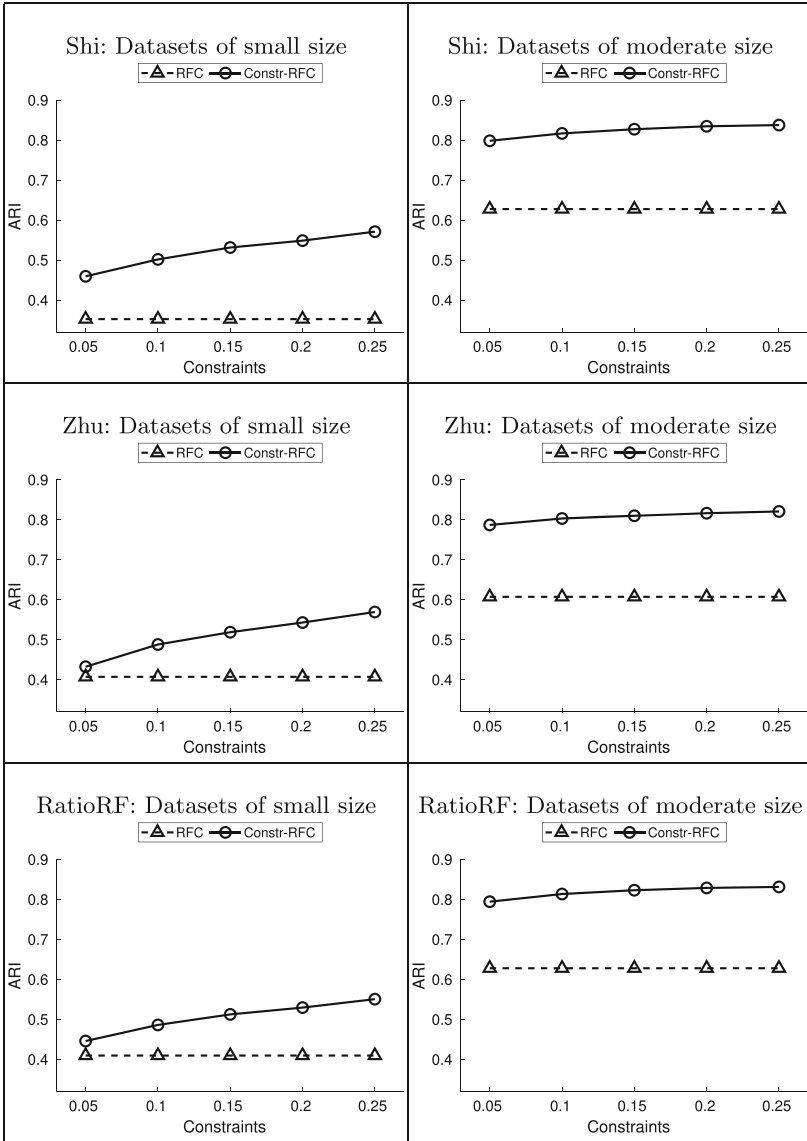 Shi: Datasets of small size
RFC Constr-RFC
0.9
0.8
0.7
0.6
0.5
0.4
ARI
0.05 0.1 0.15 0.2 0.25
Constraints
Shi: Datasets of moderate size
RFC Constr-RFC
0.9
0.8
0.7
0.6
0.5
0.4
ARI
0.05 0.1 0.15 0.2 0.25
Constraints
Zhu: Datasets of small size
RFC Constr-RFC
0.9
0.8
0.7
0.6
0.5
0.4
ARI
0.05 0.1 0.15 0.2 0.25
Constraints
Zhu: Datasets of moderate size
RFC Constr-RFC
0.9
0.8
0.7
0.6
0.5
0.4
ARI
0.05 0.1 0.15 0.2 0.25
Constraints
RatioRF: Datasets of small size
RFC Constr-RFC
0.9
0.8
0.7
0.6
0.5
0.4
ARI
0.05 0.1 0.15 0.2 0.25
Constraints
RatioRF: Datasets of moderate size
RFC Constr-RFC
0.9
0.8
0.7
0.6
0.5
0.4
ARI
0.05 0.1 0.15 0.2 0.25
Constraints